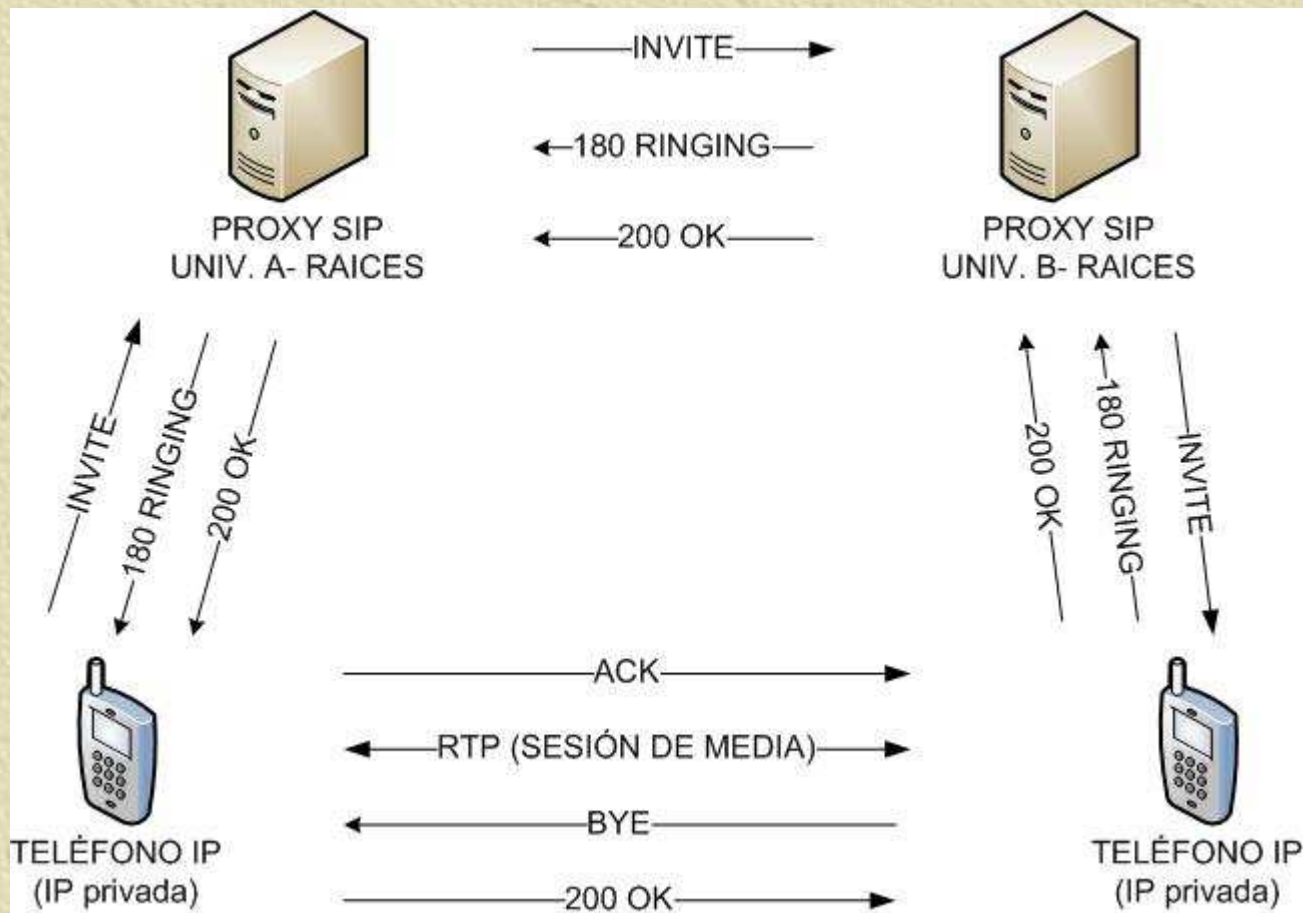 INVITE
180 RINGING
200 OK
PROXY SIP
UNIV. A- RAICES
PROXY SIP
UNIV. B- RAICES
INVITE
180 RINGING
200 OK
200 OK
180 RINGING
INVITE
ACK
RTP (SESIÓN DE MEDIA)
BYE
200 OK
TELÉFONO IP
(IP privada)
TELÉFONO IP
(IP privada)